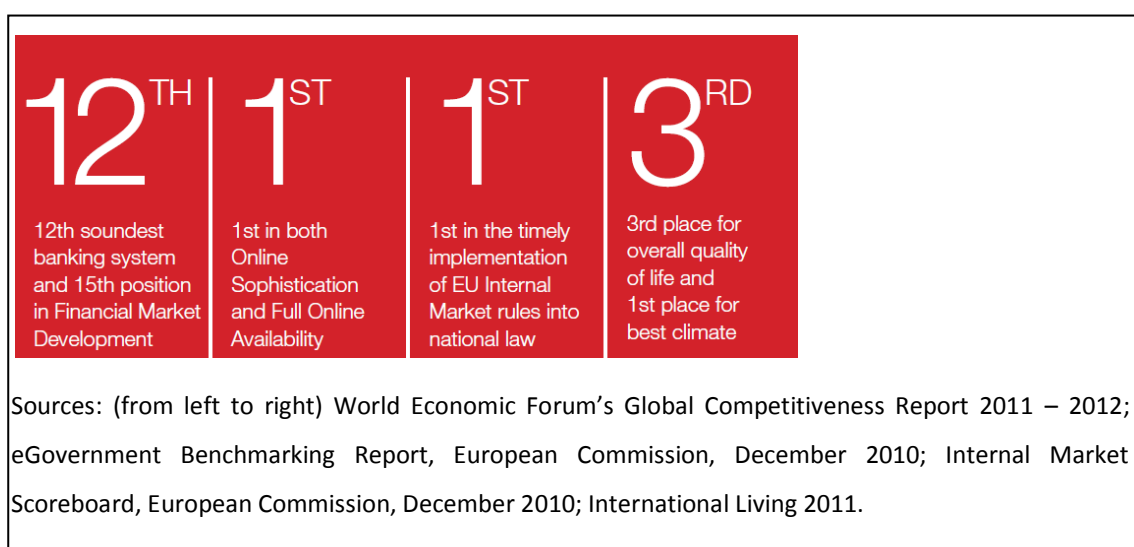 12TH
12th soundest
banking system
and 15th position
in Financial Market
Development
1ST
1st in both
Online
Sophistication
and Full Online
Availability
1ST
1st in the timely
implementation
of EU Internal
Market rules into
national law
3RD
3rd place for
overall quality
of life and
1st place for
best climate
Sources: (from left to right) World Economic Forum’s Global Competitiveness Report 2011 – 2012;
eGovernment Benchmarking Report, European Commission, December 2010; Internal Market
Scoreboard, European Commission, December 2010; International Living 2011.